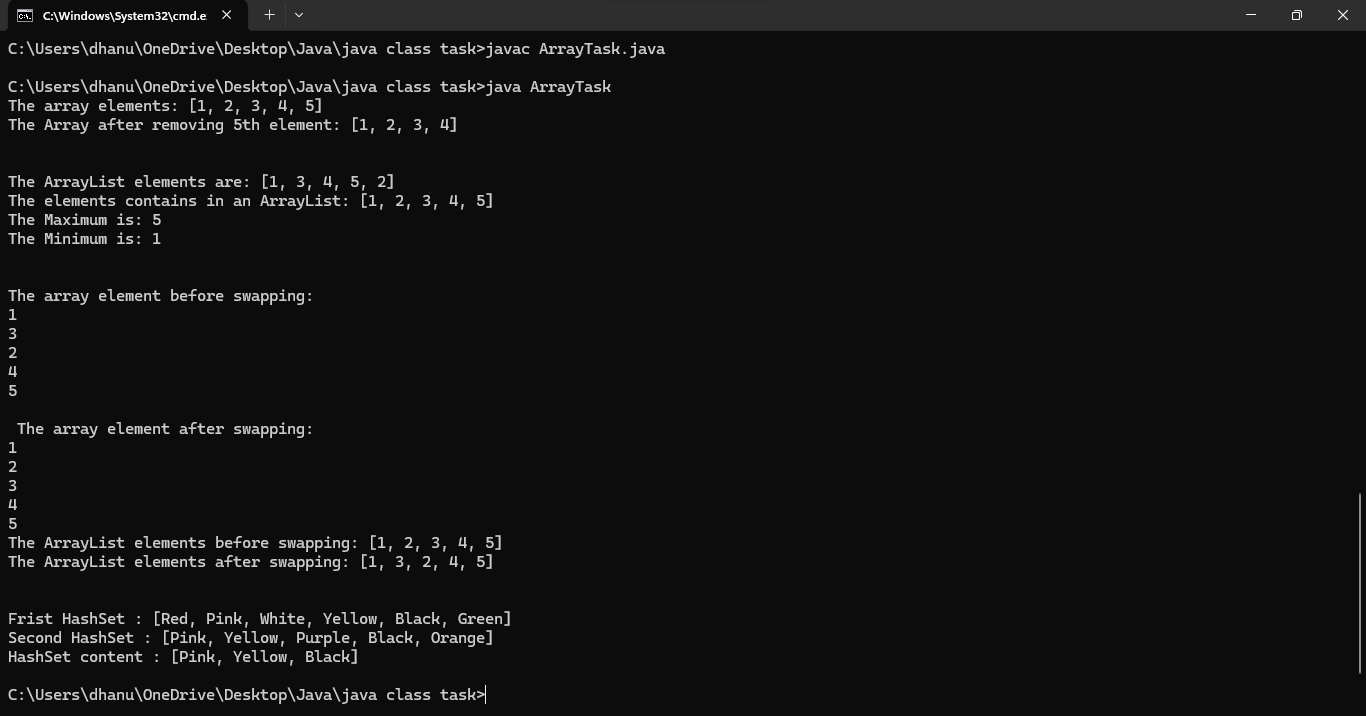 C:\Windows\System32\cmd.e
C:\Users\dhanu\OneDrive\Desktop\Java\java class task>javac ArrayTask.java
C:\Users\dhanu\OneDrive\Desktop\Java\java class task>java ArrayTask
The array elements: [1, 2, 3, 4, 5]
The Array after removing 5th element: [1, 2, 3, 4]
The ArrayList elements are: [1, 3, 4, 5, 2]
The elements contains in an ArrayList: [1, 2, 3, 4, 5]
The Maximum is: 5
The Minimum is: 1
The array element before swapping:
1
3
2
4
5
The array element after swapping:
1
2
3
4
5
The ArrayList elements before swapping: [1, 2, 3, 4, 5]
The ArrayList elements after swapping: [1, 3, 2, 4, 5]
Frist HashSet : [Red, Pink, White, Yellow, Black, Green]
Second HashSet : [Pink, Yellow, Purple, Black, Orange]
HashSet content : [Pink, Yellow, Black]
C:\Users\dhanu\OneDrive\Desktop\Java\java class task>